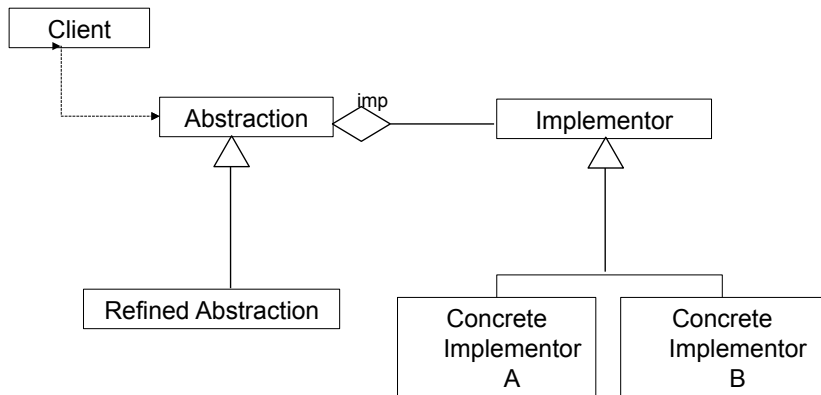 Client
imp
Abstraction
Implementor
Refined Abstraction
Concrete
Implementor
A
Concrete
Implementor
B